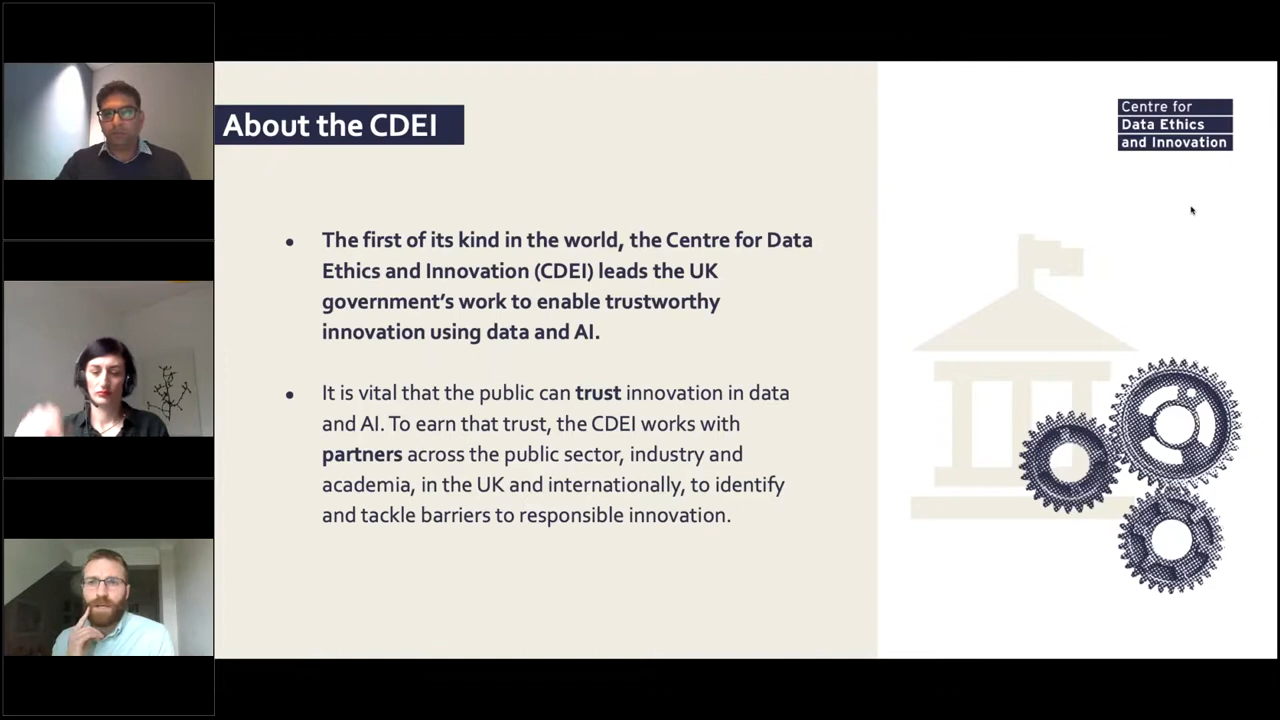 About the CDEI
Centre for
Data Ethics
and Innovation
• The first of its kind in the world, the Centre for Data
Ethics and Innovation (CDEI) leads the UK
government’s work to enable trustworthy
innovation using data and AI.
• It is vital that the public can trust innovation in data
and AI. To earn that trust, the CDEI works with
partners across the public sector, industry and
academia, in the UK and internationally, to identify
and tackle barriers to responsible innovation.